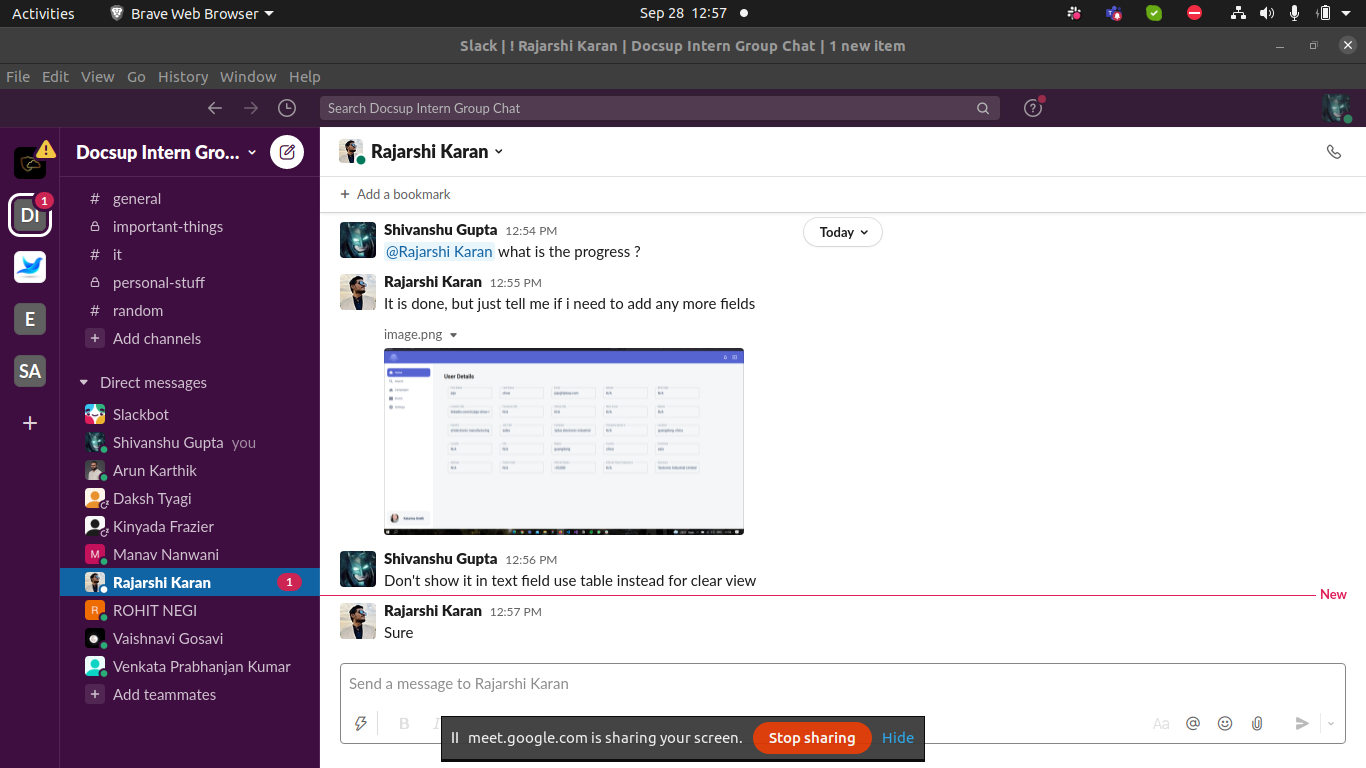 Activities Brave Web Browser Sep 28 12:57
Slack | ! Rajarshi Karan | Docsup Intern Group Chat | 1 new item
File Edit View Go History Window Help
Search Docsup Intern Group Chat
DI 1
E
SA
Docsup Intern Gro...
# general
important-things
# it
personal-stuff
# random
+ Add channels
Direct messages
Slackbot
Shivanshu Gupta you
Arun Karthik
Daksh Tyagi
Kinyada Frazier
M Manav Nanwani
Rajarshi Karan 1
R ROHIT NEGI
Vaishnavi Gosavi
Venkata Prabhanjan Kumar
+ Add teammates
Rajarshi Karan
+ Add a bookmark
Today
Shivanshu Gupta 12:54 PM
@Rajarshi Karan what is the progress ?
Rajarshi Karan 12:55 PM
It is done, but just tell me if i need to add any more fields
image.png
User Details
Shivanshu Gupta 12:56 PM
Don't show it in text field use table instead for clear view
New
Rajarshi Karan 12:57 PM
Sure
Send a message to Rajarshi Karan
B
Aa
meet.google.com is sharing your screen. Stop sharing Hide